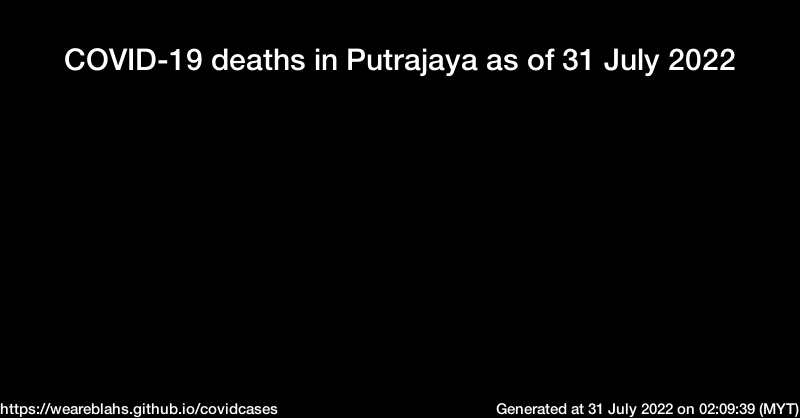 COVID-19 deaths in Putrajaya as of 31 July 2022
https://weareblahs.github.io/covidcases
Generated at 31 July 2022 on 02:09:39 (MYT)